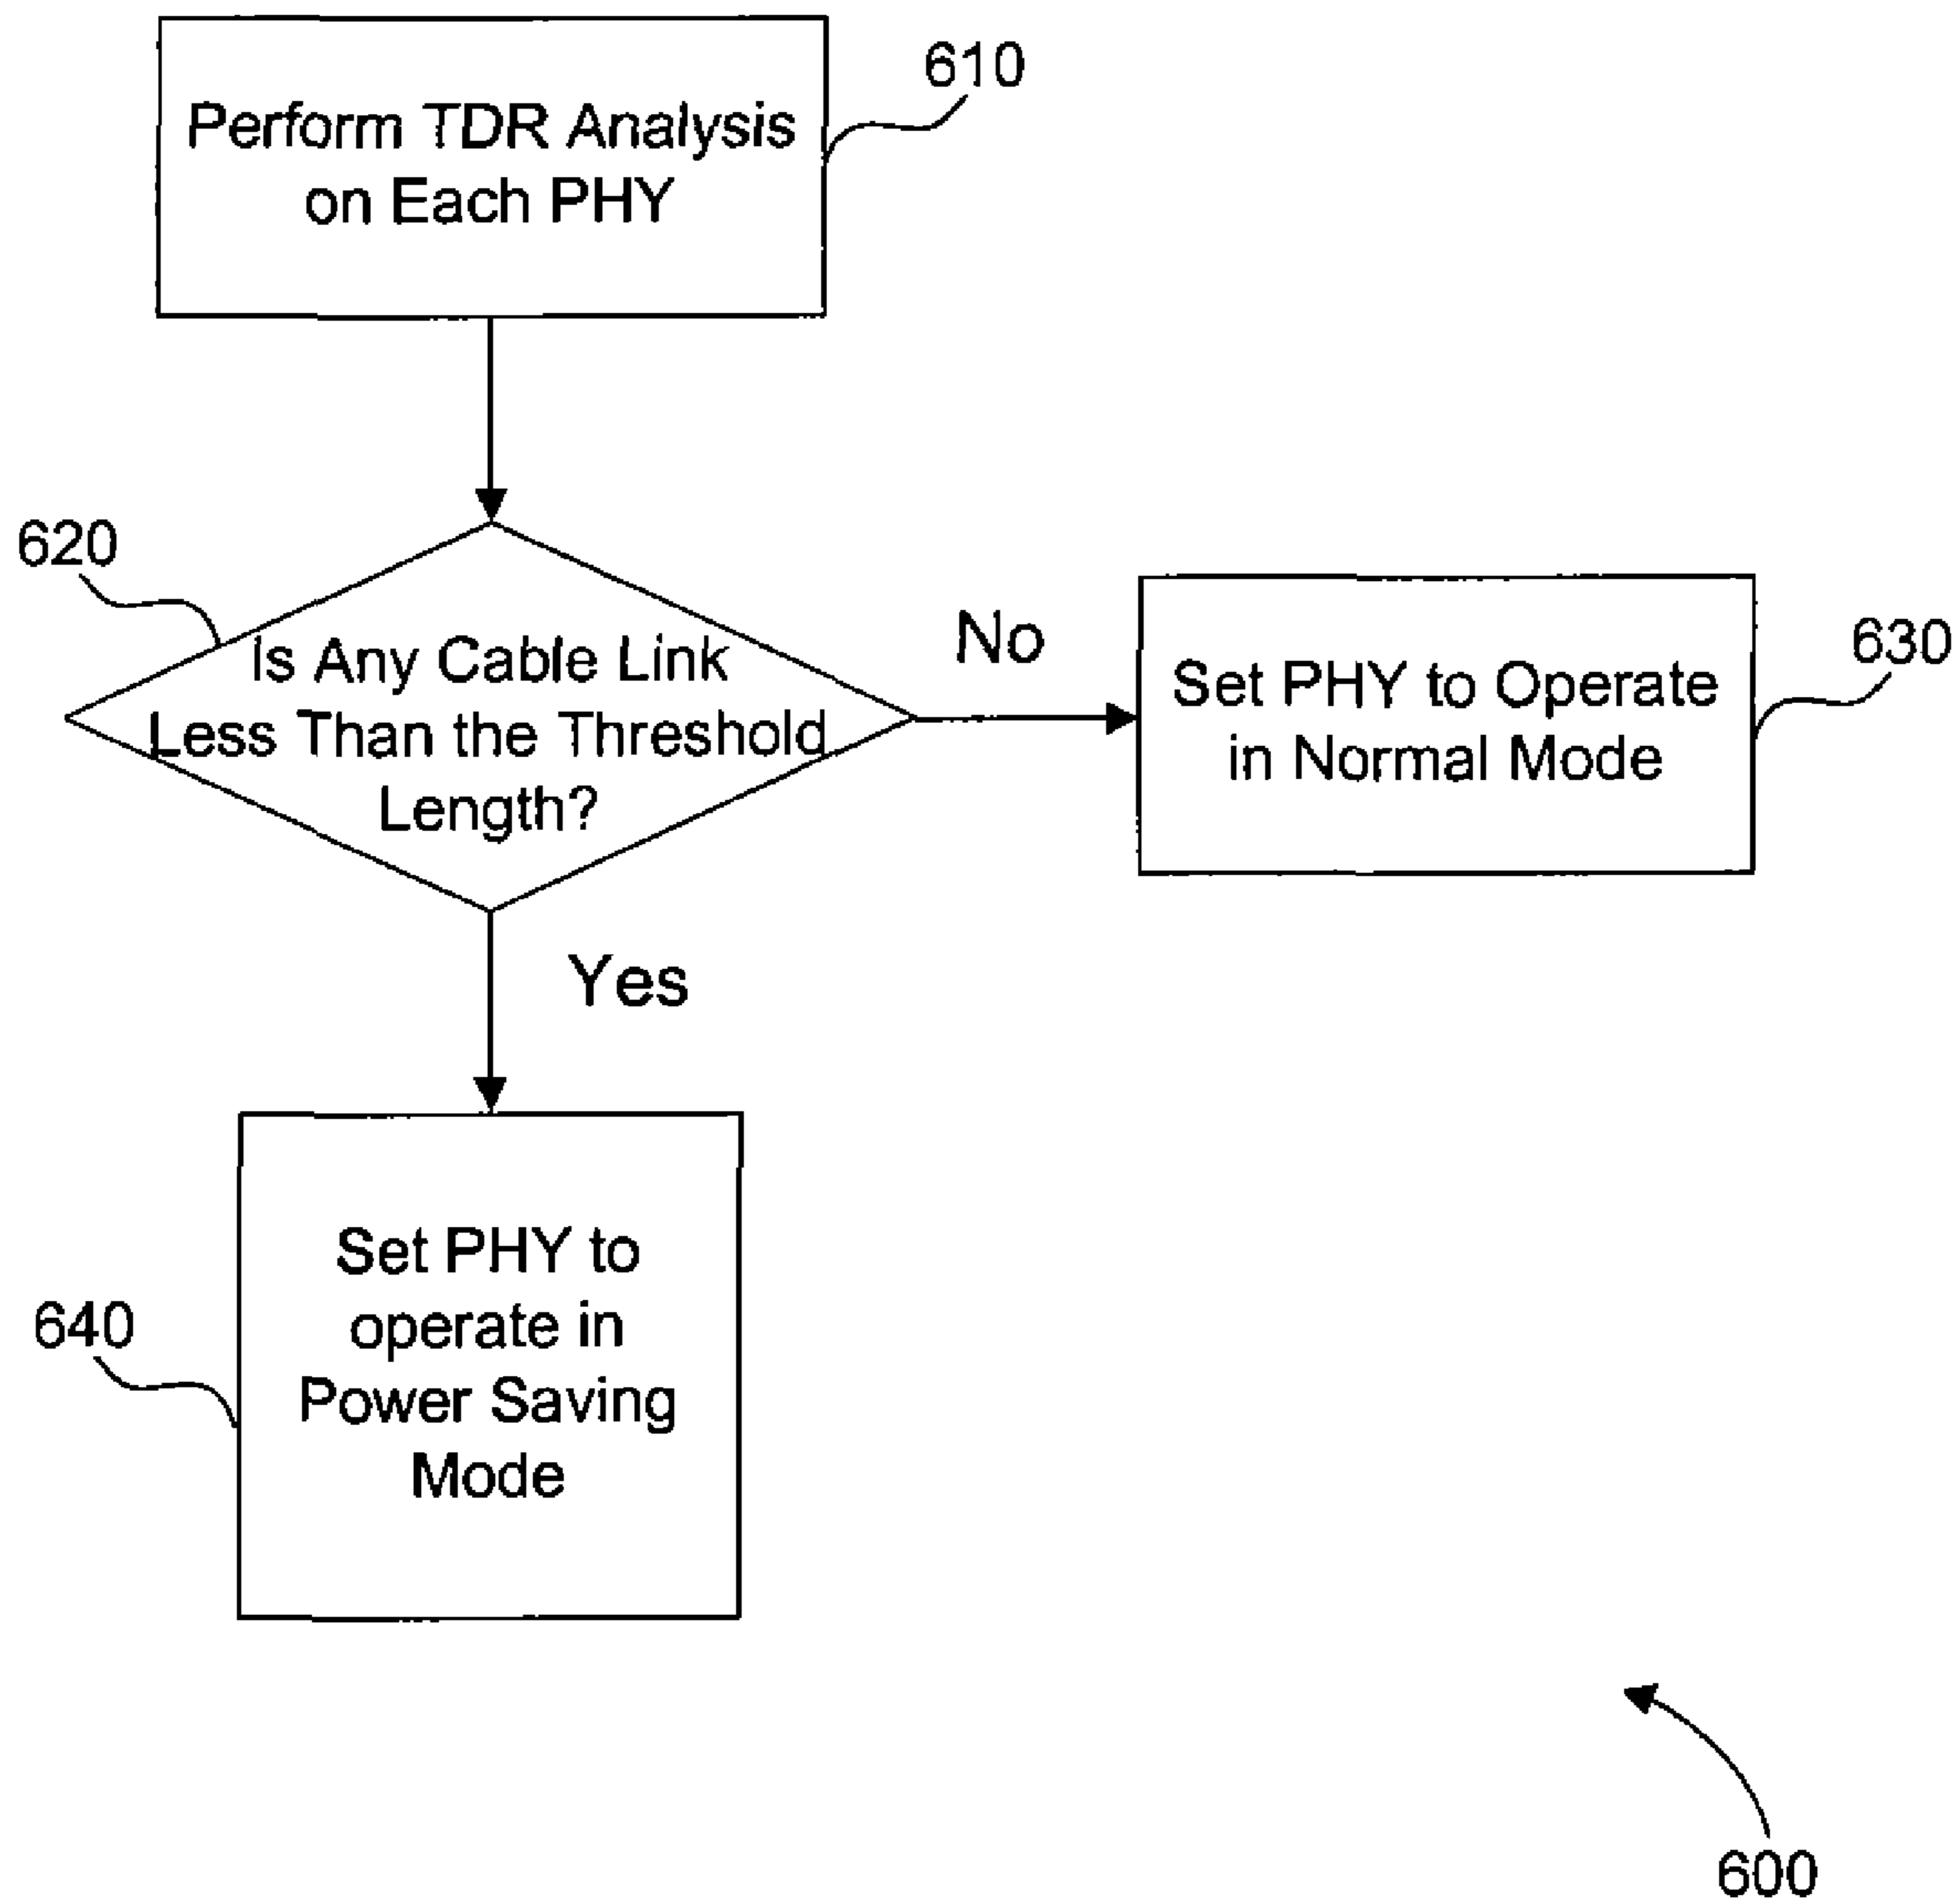 Perform TDR Analysis
on Each PHY
610
620
Is Any Cable Link
Less Than the Threshold
Length?
No
Set PHY to Operate
in Normal Mode
630
Yes
Set PHY to
operate in
Power Saving
Mode
640
600